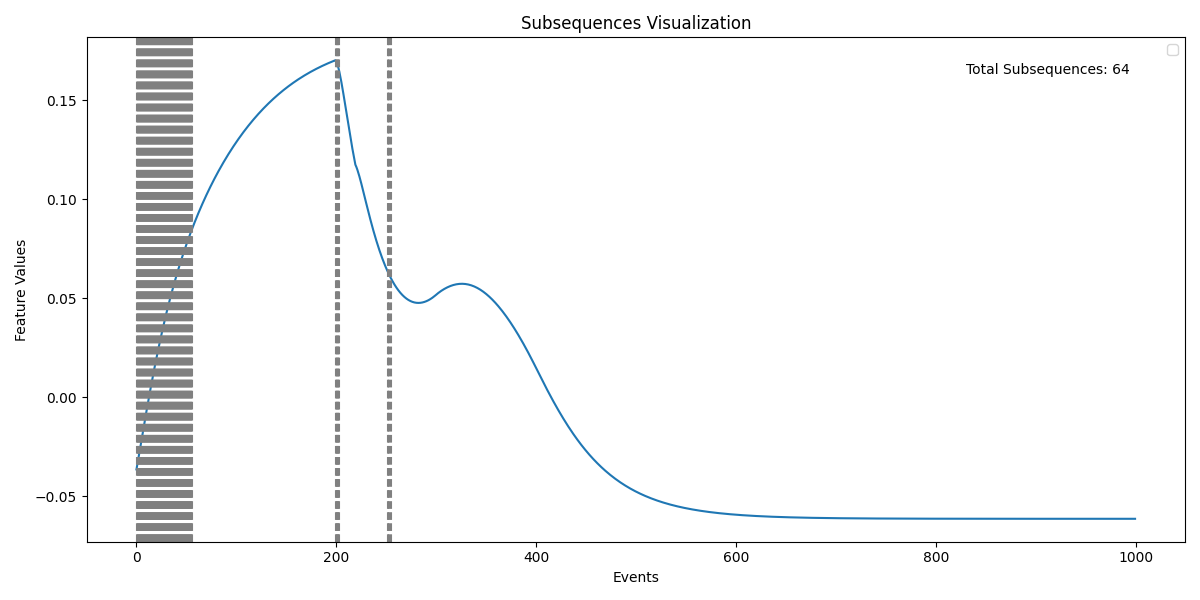 Subsequences Visualization
Total Subsequences: 64
Feature Values
0.15
0.10
0.05
0.00
−0.05
0
200
400
600
800
1000
Events